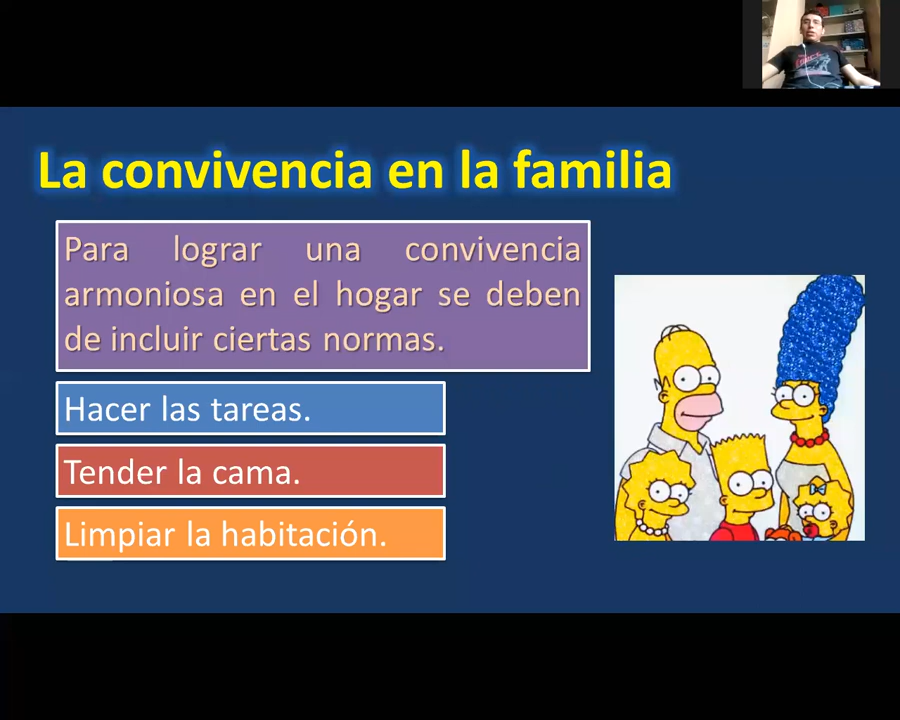 La convivencia en la familia
Para lograr una convivencia
armoniosa en el hogar se deben
de incluir ciertas normas.
Hacer las tareas.
Tender la cama.
Limpiar la habitación.